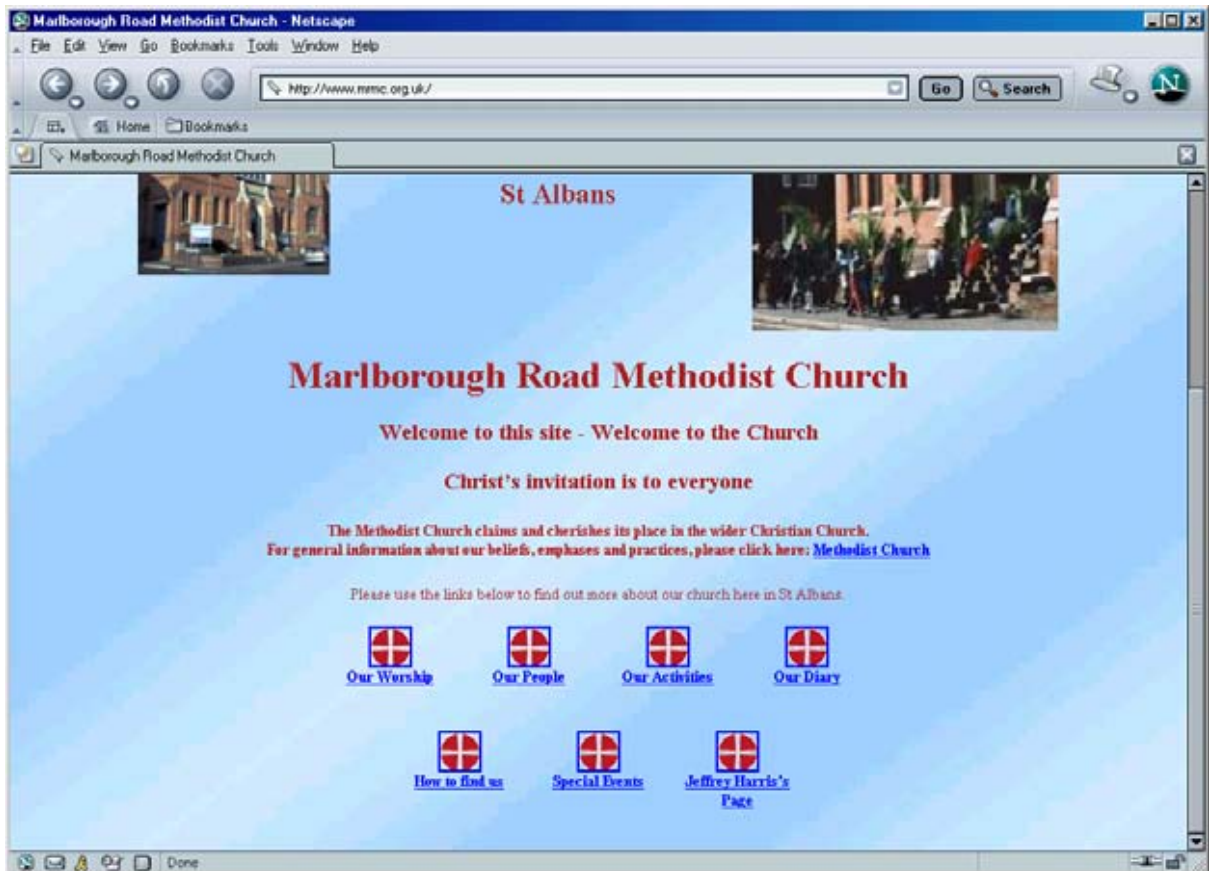 Marlborough Road Methodist Church - Netscape
File Edit View Go Bookmarks Tools Window Help
http://www.mrmc.org.uk/ Go Search N
Home Bookmarks
Marlborough Road Methodist Church
St Albans
Marlborough Road Methodist Church
Welcome to this site - Welcome to the Church
Christ's invitation is to everyone
The Methodist Church claims and cherishes its place in the wider Christian Church.
For general information about our beliefs, emphases and practices, please click here: Methodist Church
Please use the links below to find out more about our church here in St Albans.
Our Worship Our People Our Activities Our Diary
How to find us Special Events Jeffrey Harris's
Page
Done